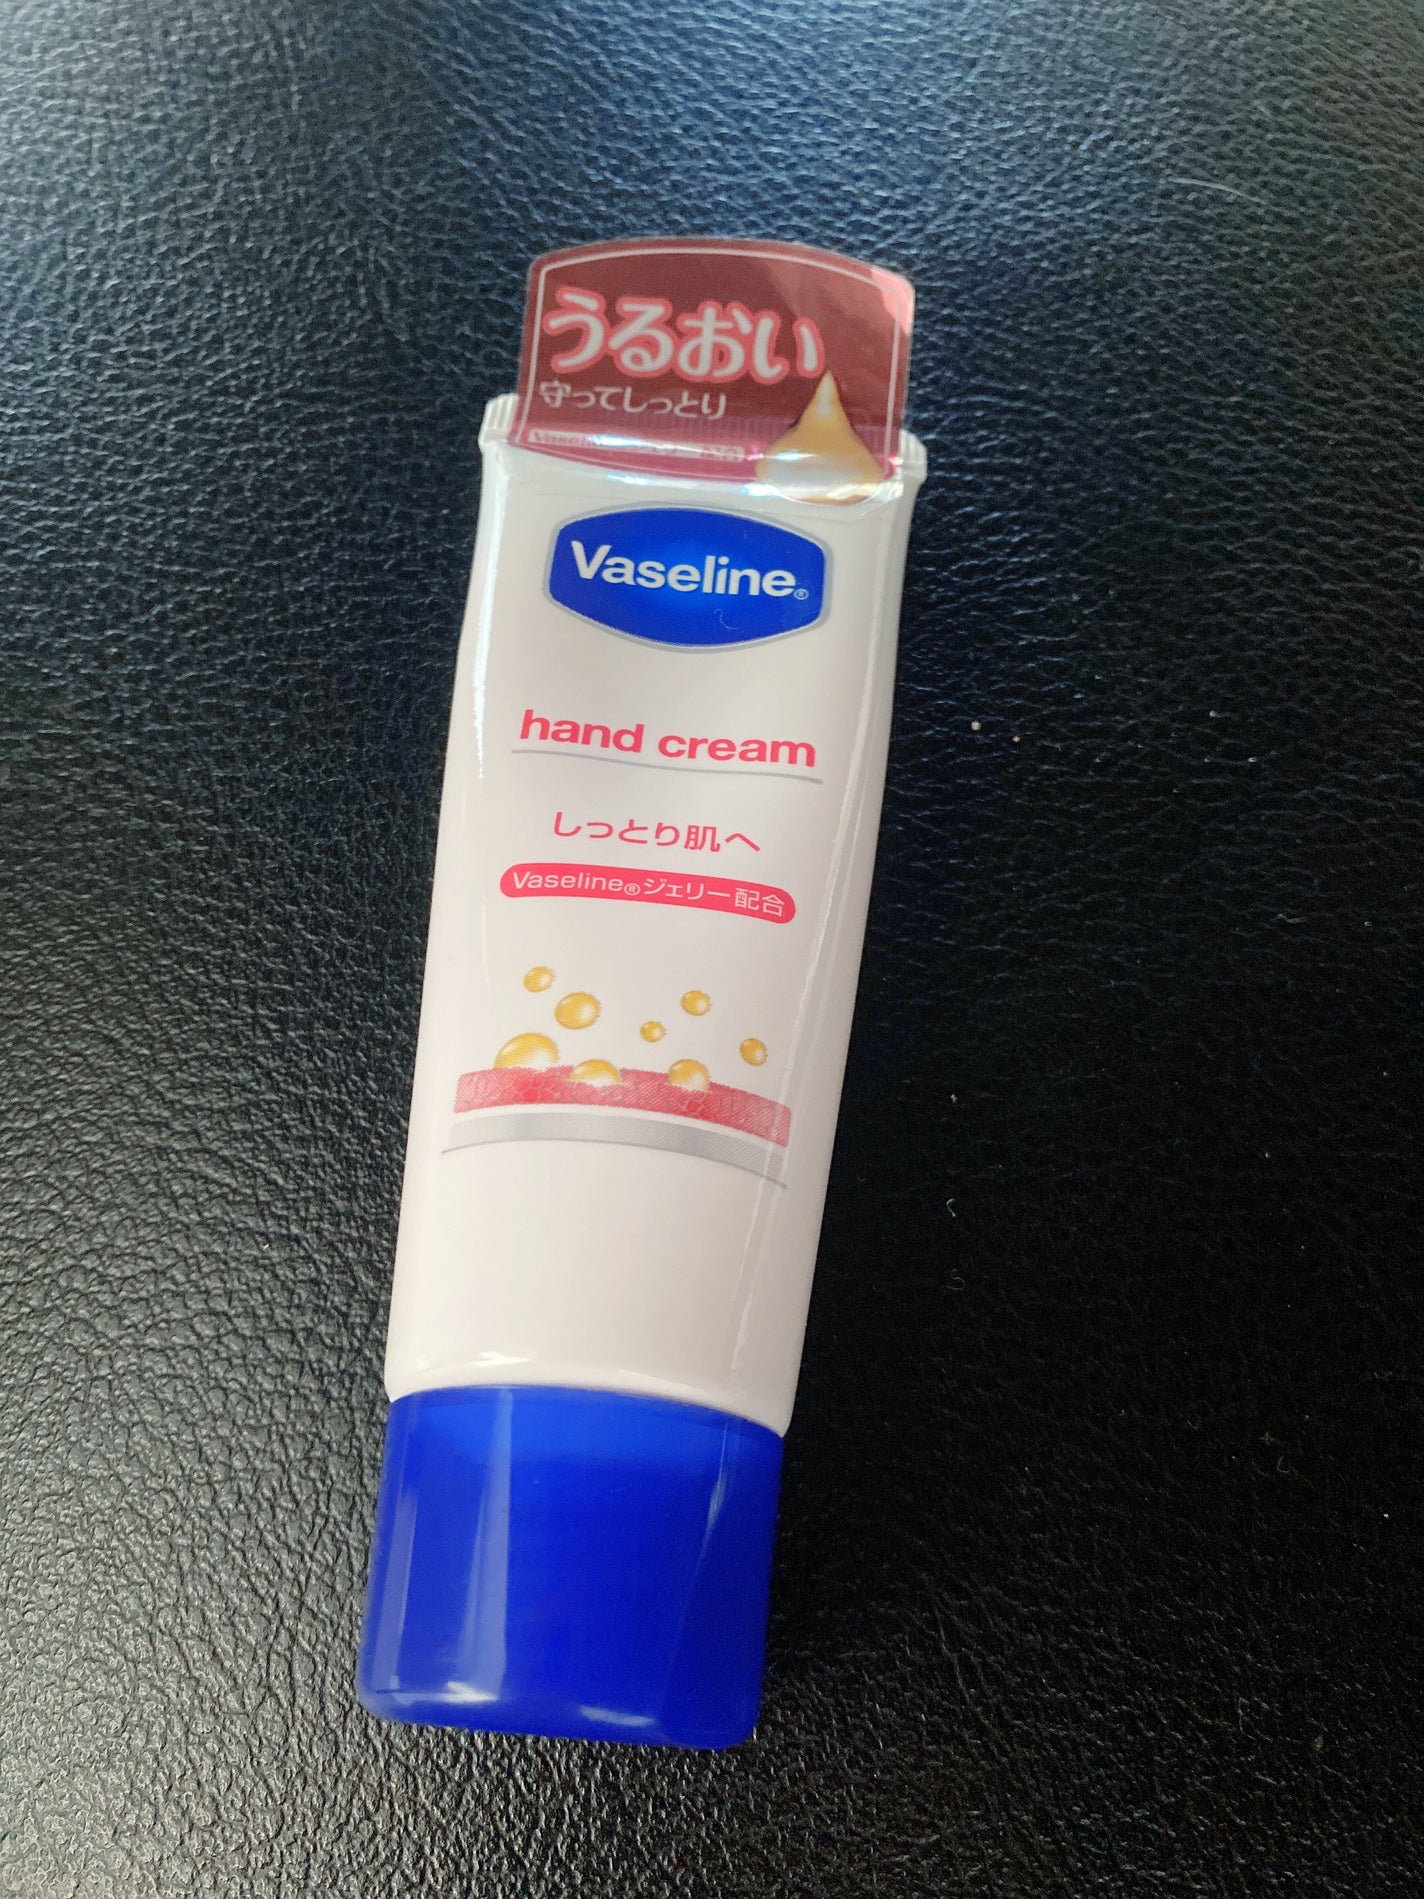 うるおい
守ってしっとり
Vaseline®
hand cream
しっとり肌へ
Vaseline®ジェリー配合